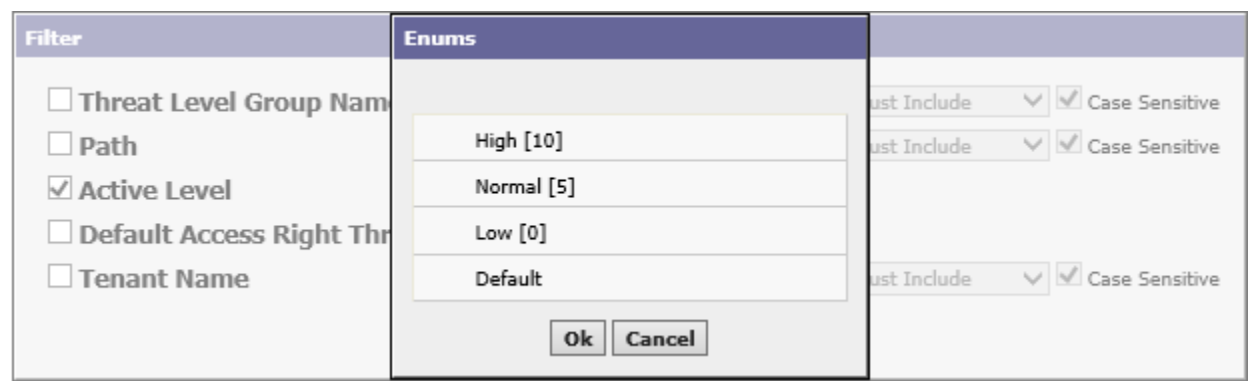 Filter
Enums
Threat Level Group Nam
ust Include Case Sensitive
Path
ust Include Case Sensitive
Active Level
Default Access Right Thr
Tenant Name
ust Include Case Sensitive
High [10]
Normal [5]
Low [0]
Default
Ok Cancel